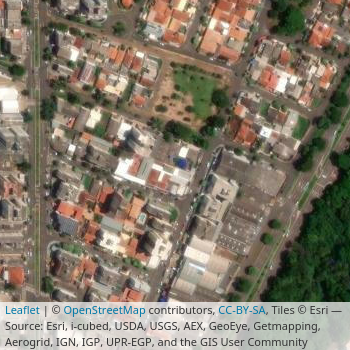 Leaflet | © OpenStreetMap contributors, CC-BY-SA, Tiles © Esri —
Source: Esri, i-cubed, USDA, USGS, AEX, GeoEye, Getmapping,
Aerogrid, IGN, IGP, UPR-EGP, and the GIS User Community